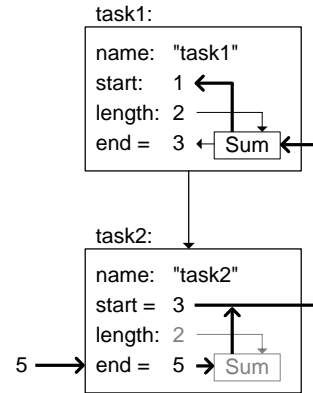 task1:
name: "task1"
start: 1
length: 2
end = 3 Sum
task2:
name: "task2"
start = 3
length: 2
5 end = 5 Sum